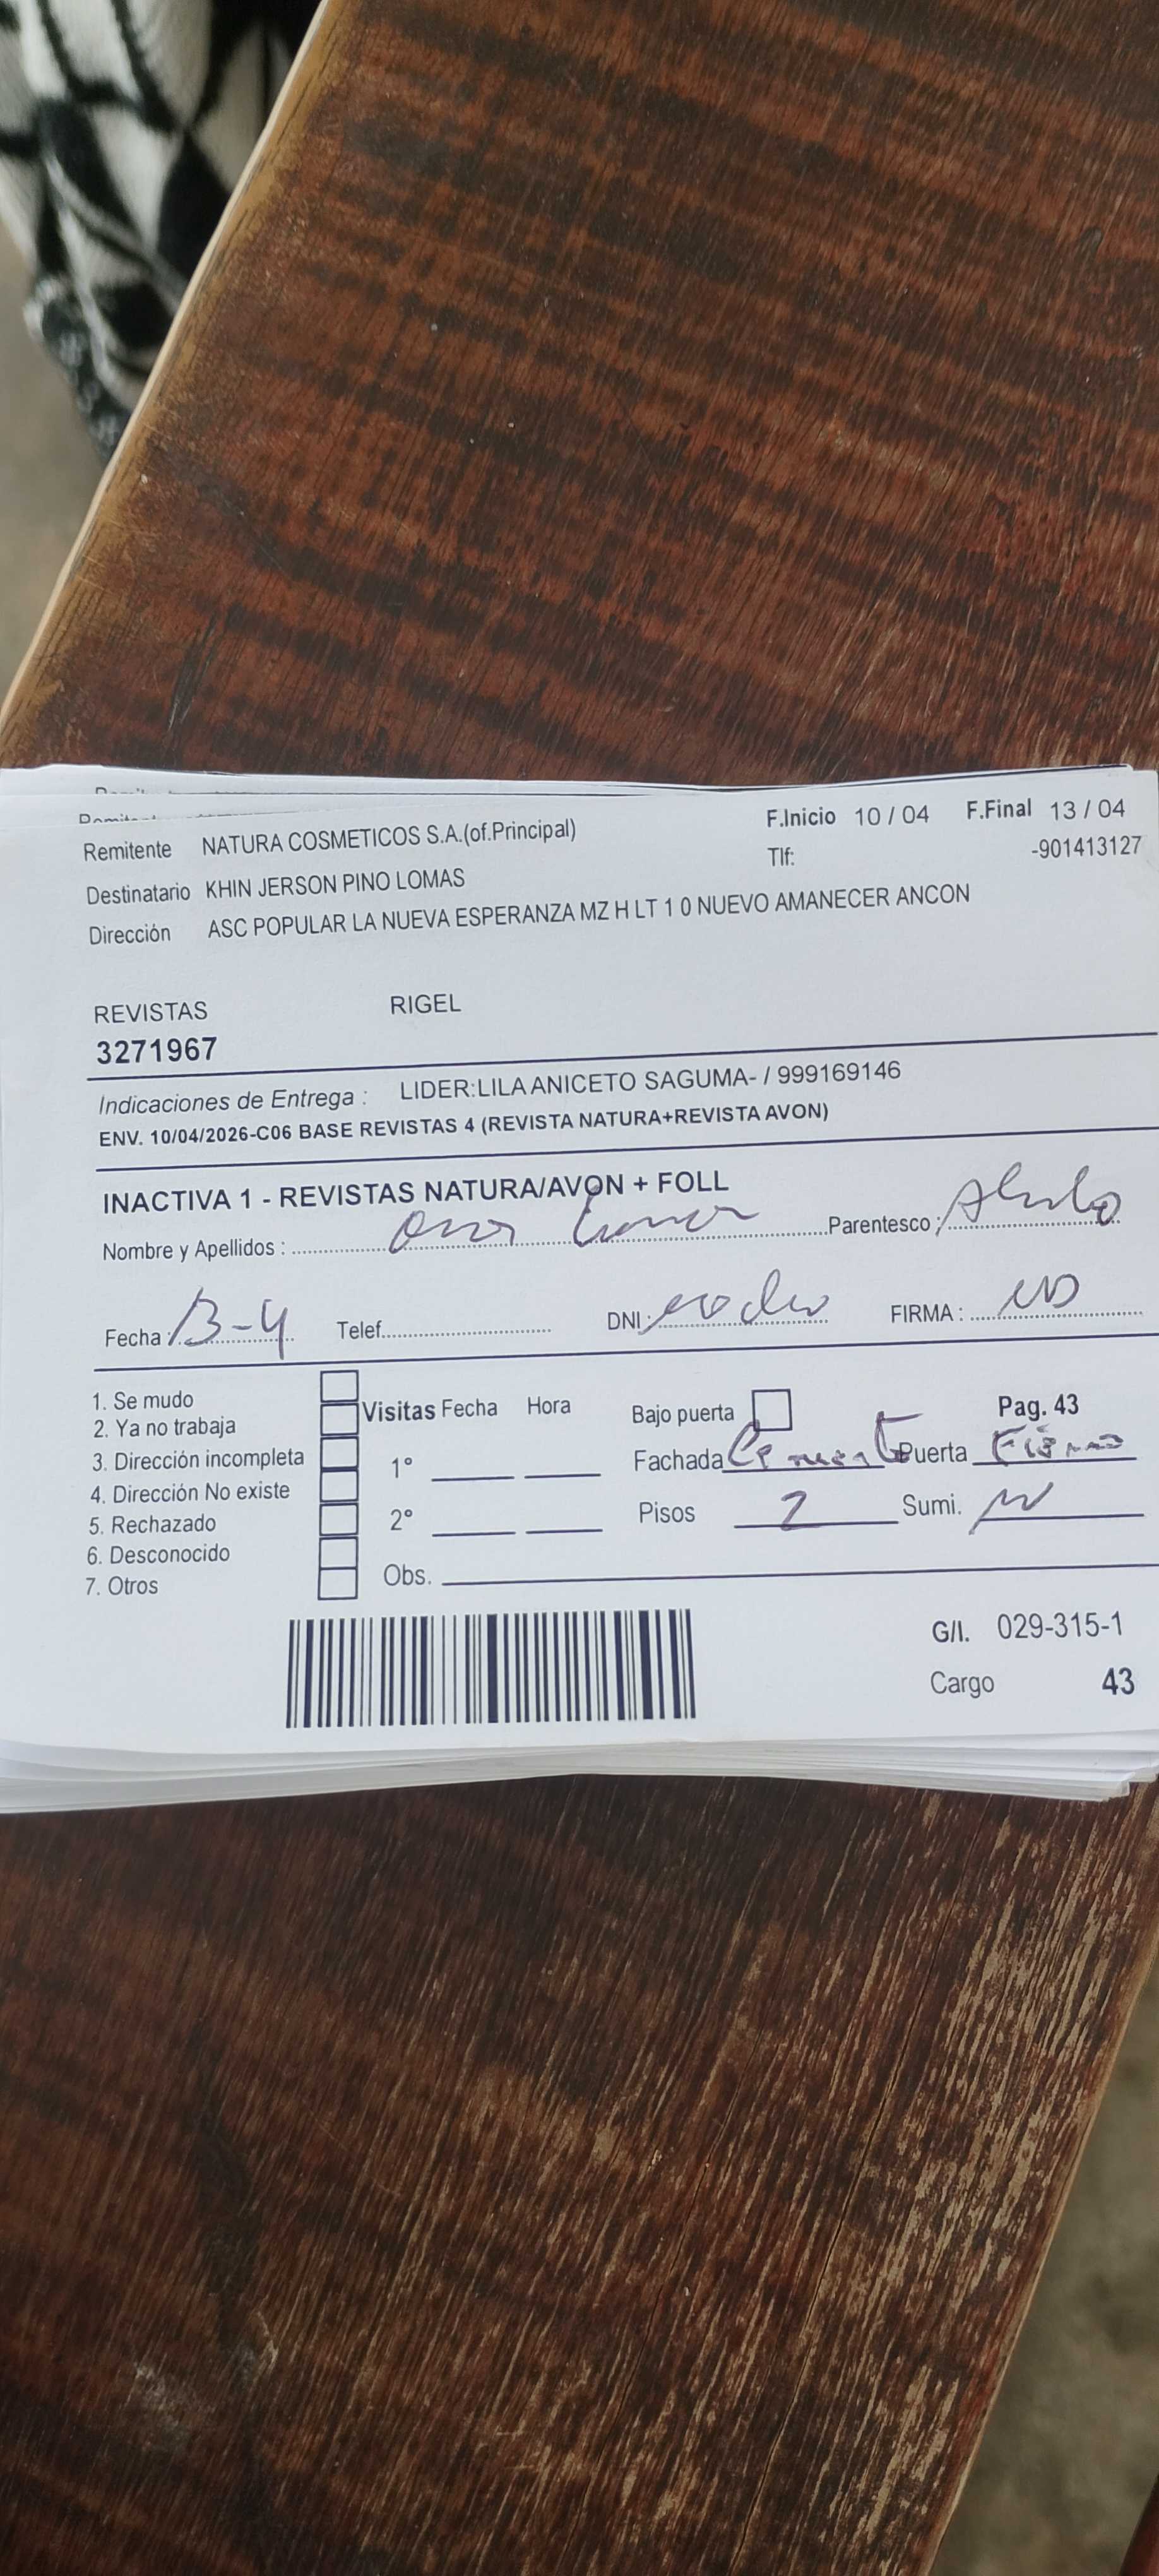 Remitente NATURA COSMETICOS S.A.(of.Principal) F.Inicio 10 / 04 F.Final 13 / 04
Tlf: -901413127
Destinatario KHIN JERSON PINO LOMAS
Dirección ASC POPULAR LA NUEVA ESPERANZA MZ H LT 1 0 NUEVO AMANECER ANCON
REVISTAS RIGEL
3271967
Indicaciones de Entrega : LIDER:LILA ANICETO SAGUMA- / 999169146
ENV. 10/04/2026-C06 BASE REVISTAS 4 (REVISTA NATURA+REVISTA AVON)
INACTIVA 1 - REVISTAS NATURA/AVON + FOLL
Nombre y Apellidos : Parentesco :
Fecha : 13-4 Telef. DNI: FIRMA :
1. Se mudo
2. Ya no trabaja
3. Dirección incompleta
4. Dirección No existe
5. Rechazado
6. Desconocido
7. Otros
Visitas Fecha Hora Bajo puerta Pag. 43
1° Fachada Cemento Puerta Fierro
2° Pisos 2 Sumi.
Obs.
G/I. 029-315-1
Cargo 43